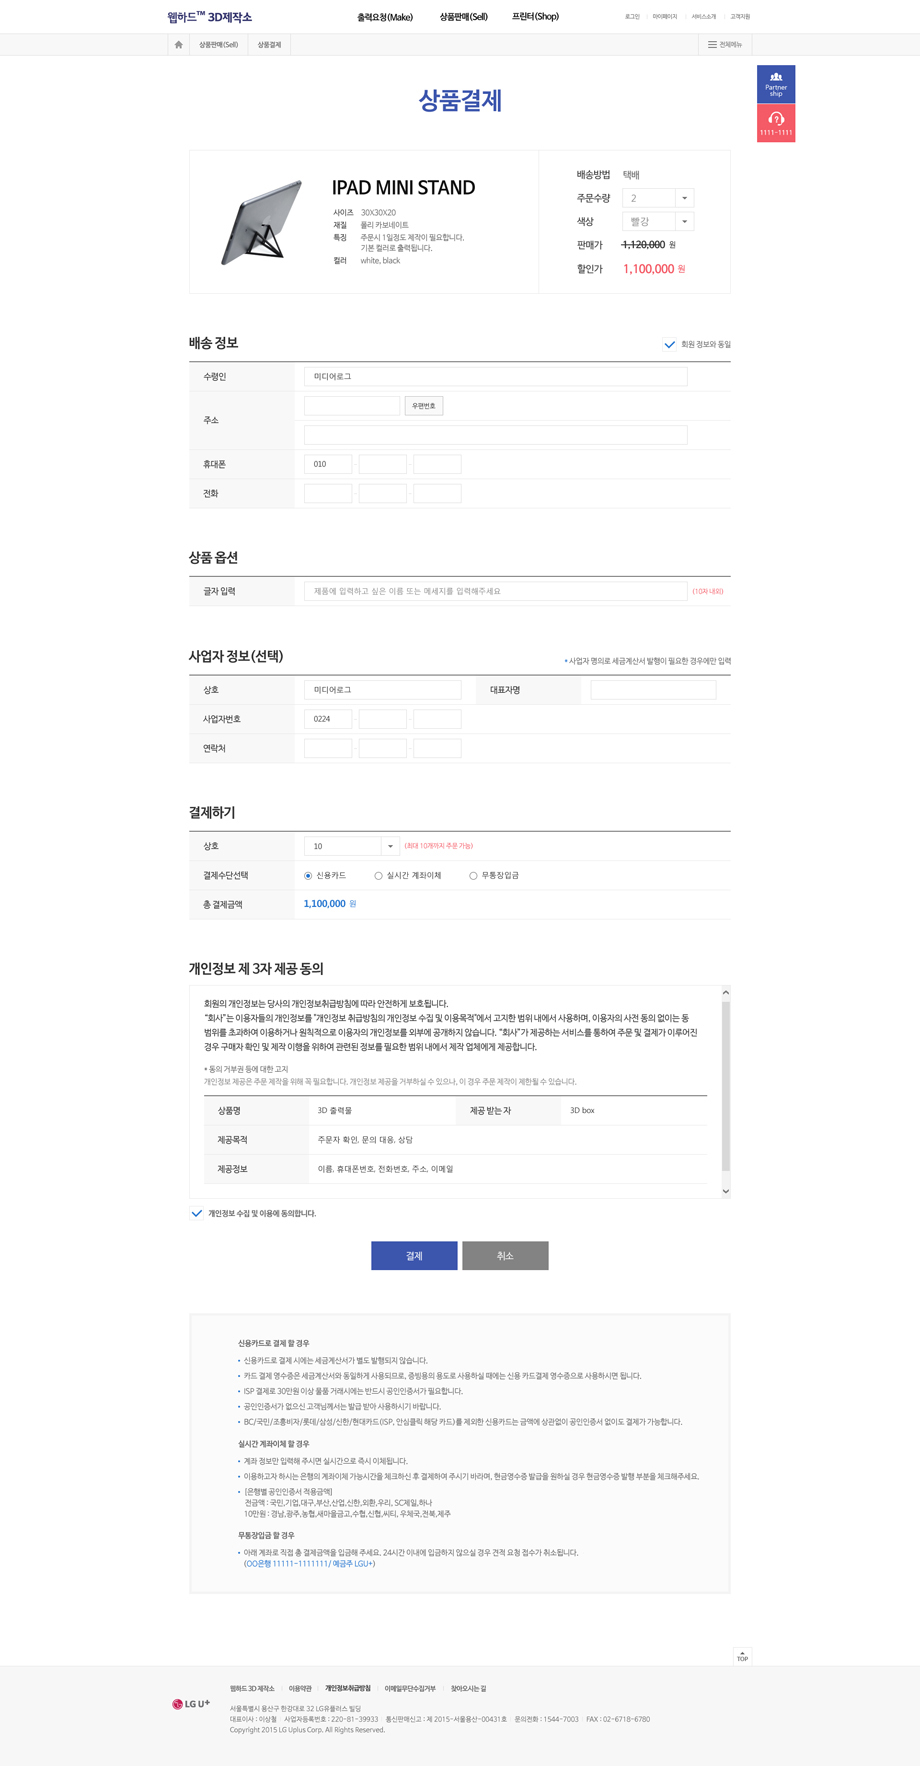 웹하드™ 3D제작소
출력요청(Make) 상품판매(Sell) 프린터(Shop)
로그인 마이페이지 서비스소개 고객지원
상품판매(Sell) 상품결제 전체메뉴
Partner
ship
1111-1111
상품결제
IPAD MINI STAND
사이즈 30X30X20
재질 폴리 카보네이트
특징 주문시 1일정도 제작이 필요합니다.
기본 컬러로 출력됩니다.
컬러 white, black
배송방법 택배
주문수량 2
색상 빨강
판매가 1,120,000 원
할인가 1,100,000 원
배송 정보
회원 정보와 동일
수령인 미디어로그
주소 우편번호
휴대폰 010 - -
전화 - -
상품 옵션
글자 입력 제품에 입력하고 싶은 이름 또는 메세지를 입력해주세요 (10자 내외)
사업자 정보(선택)
* 사업자 명의로 세금계산서 발행이 필요한 경우에만 입력
상호 미디어로그 대표자명
사업자번호 0224 - -
연락처 - -
결제하기
상호 10 (최대 10개까지 주문 가능)
결제수단선택 신용카드 실시간 계좌이체 무통장입금
총 결제금액 1,100,000 원
개인정보 제 3자 제공 동의
회원의 개인정보는 당사의 개인정보취급방침에 따라 안전하게 보호됩니다.
"회사"는 이용자들의 개인정보를 "개인정보 취급방침의 개인정보 수집 및 이용목적"에서 고지한 범위 내에서 사용하며, 이용자의 사전 동의 없이는 동
범위를 초과하여 이용하거나 원칙적으로 이용자의 개인정보를 외부에 공개하지 않습니다. "회사"가 제공하는 서비스를 통하여 주문 및 결제가 이루어진
경우 구매자 확인 및 제작 이행을 위하여 관련된 정보를 필요한 범위 내에서 제작 업체에게 제공합니다.
* 동의 거부권 등에 대한 고지
개인정보 제공은 주문 제작을 위해 꼭 필요합니다. 개인정보 제공을 거부하실 수 있으나, 이 경우 주문 제작이 제한될 수 있습니다.
상품명 3D 출력물 제공 받는 자 3D box
제공목적 주문자 확인, 문의 대응, 상담
제공정보 이름, 휴대폰번호, 전화번호, 주소, 이메일
개인정보 수집 및 이용에 동의합니다.
결제 취소
신용카드로 결제 할 경우
• 신용카드로 결제 시에는 세금계산서가 별도 발행되지 않습니다.
• 카드 결제 영수증은 세금계산서와 동일하게 사용되므로, 증빙용의 용도로 사용하실 때에는 신용 카드결제 영수증으로 사용하시면 됩니다.
• ISP 결제로 30만원 이상 물품 거래시에는 반드시 공인인증서가 필요합니다.
• 공인인증서가 없으신 고객님께서는 발급 받아 사용하시기 바랍니다.
• BC/국민/조흥비자/롯데/삼성/신한/현대카드(ISP, 안심클릭 해당 카드)를 제외한 신용카드는 금액에 상관없이 공인인증서 없이도 결제가 가능합니다.
실시간 계좌이체 할 경우
• 계좌 정보만 입력해 주시면 실시간으로 즉시 이체됩니다.
• 이용하고자 하시는 은행의 계좌이체 가능시간을 체크하신 후 결제하여 주시기 바라며, 현금영수증 발급을 원하실 경우 현금영수증 발행 부분을 체크해주세요.
• [은행별 공인인증서 적용금액]
전금액 : 국민,기업,대구,부산,산업,신한,외환,우리, SC제일,하나
10만원 : 경남,광주,농협,새마을금고,수협,신협,씨티, 우체국,전북,제주
무통장입금 할 경우
• 아래 계좌로 직접 총 결제금액을 입금해 주세요. 24시간 이내에 입금하지 않으실 경우 견적 요청 접수가 취소됩니다.
(OO은행 11111-1111111/ 예금주 LGU+)
TOP
웹하드 3D 제작소 이용약관 개인정보취급방침 이메일무단수집거부 찾아오시는 길
LG U+
서울특별시 용산구 한강대로 32 LG유플러스 빌딩
대표이사 : 이상철 사업자등록번호 : 220-81-39933 통신판매신고 : 제 2015-서울용산-00431호 문의전화 : 1544-7003 FAX : 02-6718-6780
Copyright 2015 LG Uplus Corp. All Rights Reserved.